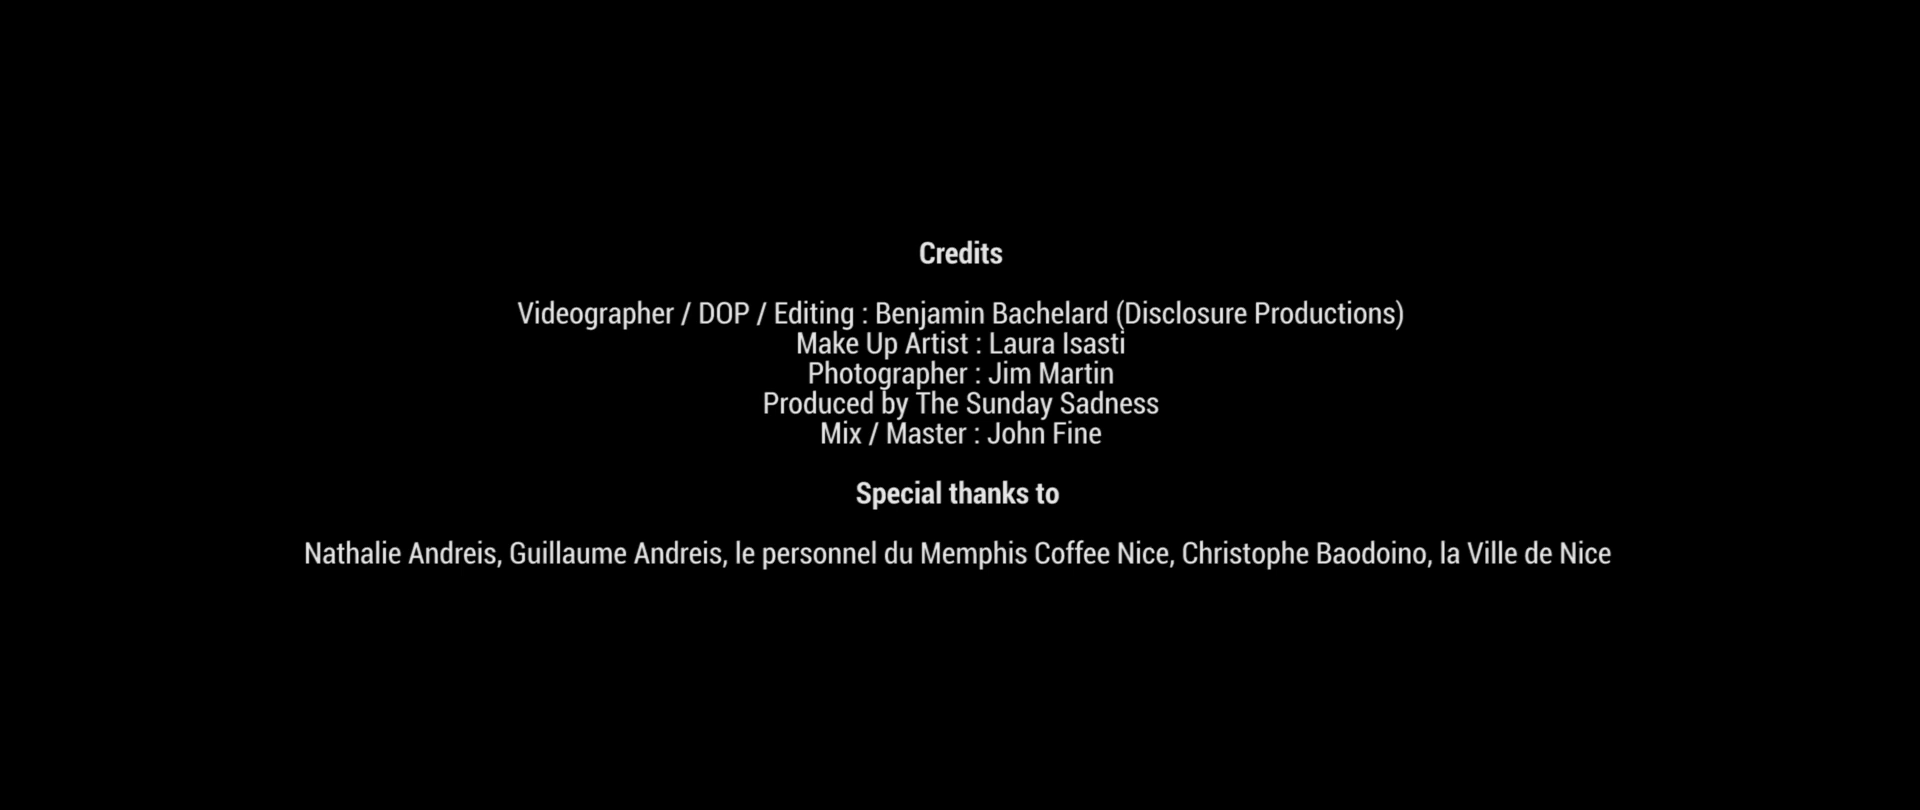 Credits
Videographer / DOP / Editing : Benjamin Bachelard (Disclosure Productions)
Make Up Artist : Laura Isasti
Photographer : Jim Martin
Produced by The Sunday Sadness
Mix / Master : John Fine
Special thanks to
Nathalie Andreis, Guillaume Andreis, le personnel du Memphis Coffee Nice, Christophe Baodoino, la Ville de Nice